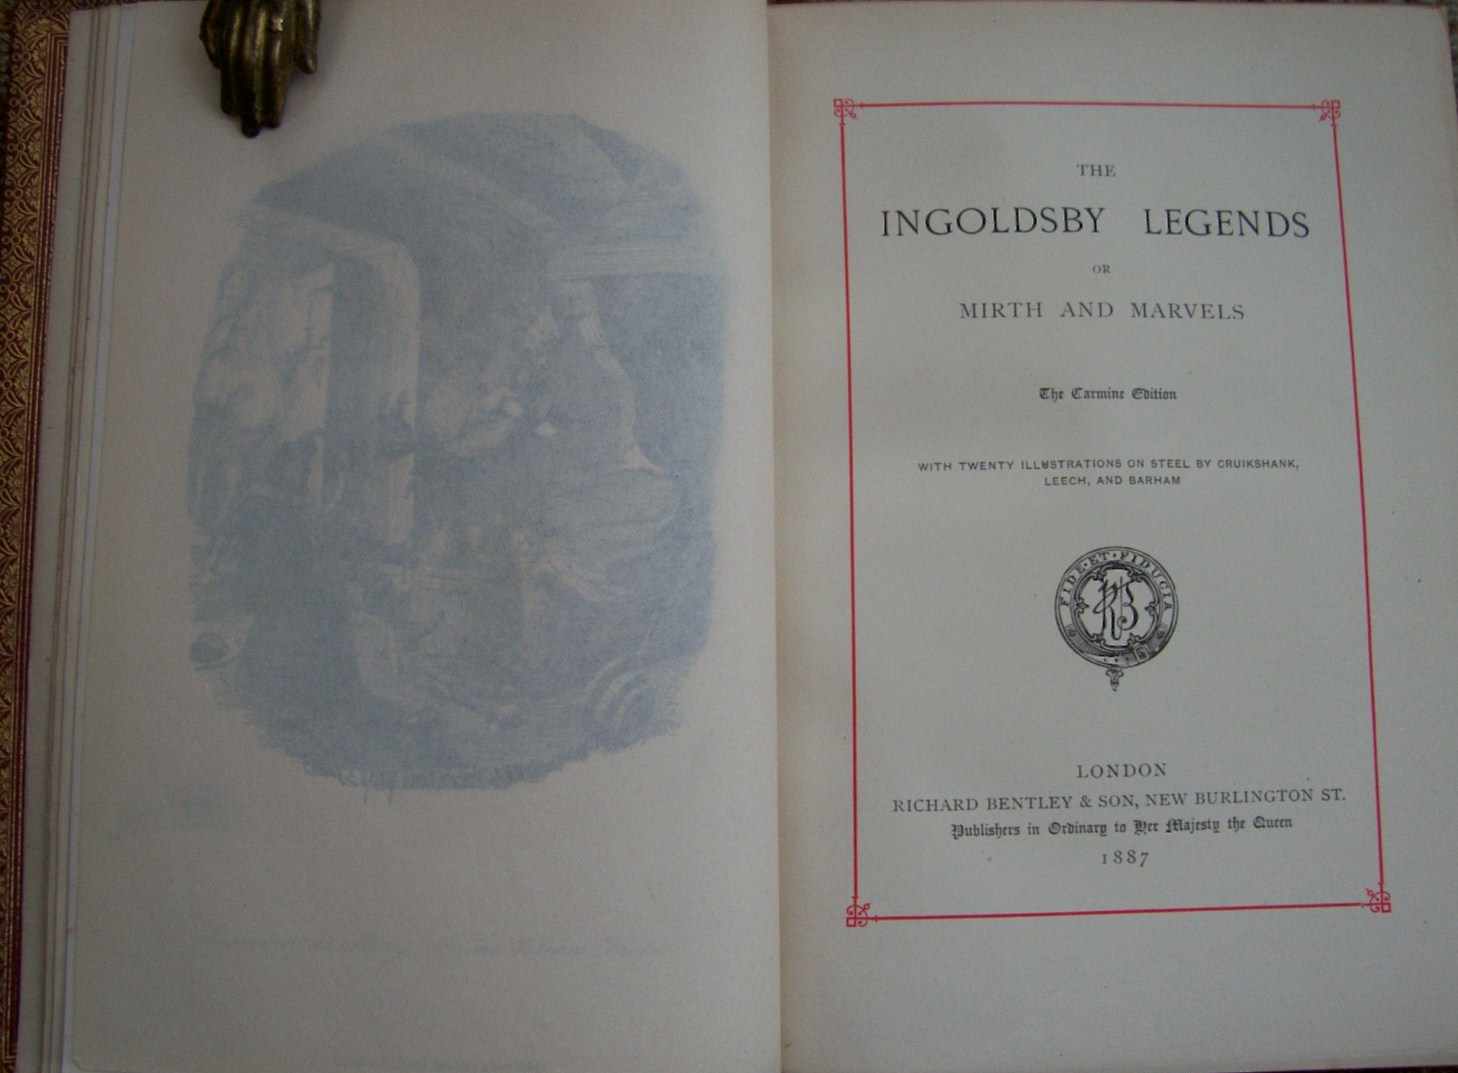 THE
INGOLDSBY LEGENDS
OR
MIRTH AND MARVELS
The Carmine Edition
WITH TWENTY ILLUSTRATIONS ON STEEL BY CRUIKSHANK,
LEECH, AND BARHAM
FIDE·ET·FIDUCIA
RB
LONDON
RICHARD BENTLEY & SON, NEW BURLINGTON ST.
Publishers in Ordinary to Her Majesty the Queen
1887